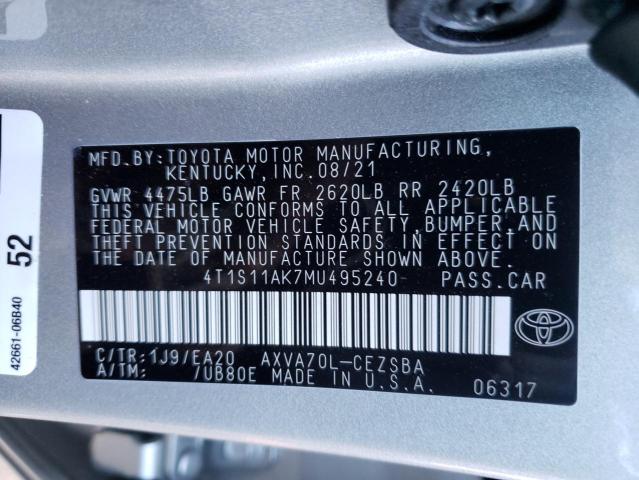 MFD.BY:TOYOTA MOTOR MANUFACTURING,
KENTUCKY,INC.08/21
GVWR 4475LB GAWR FR 2620LB RR 2420LB
THIS VEHICLE CONFORMS TO ALL APPLICABLE
FEDERAL MOTOR VEHICLE SAFETY,BUMPER,AND
THEFT PREVENTION STANDARDS IN EFFECT ON
THE DATE OF MANUFACTURE SHOWN ABOVE.
4T1S11AK7MU495240 PASS.CAR
C/TR:1J9/EA20 AXVA70L-CEZSBA
A/TM: /UB80E MADE IN U.S.A. 06317
52
42661-06B40